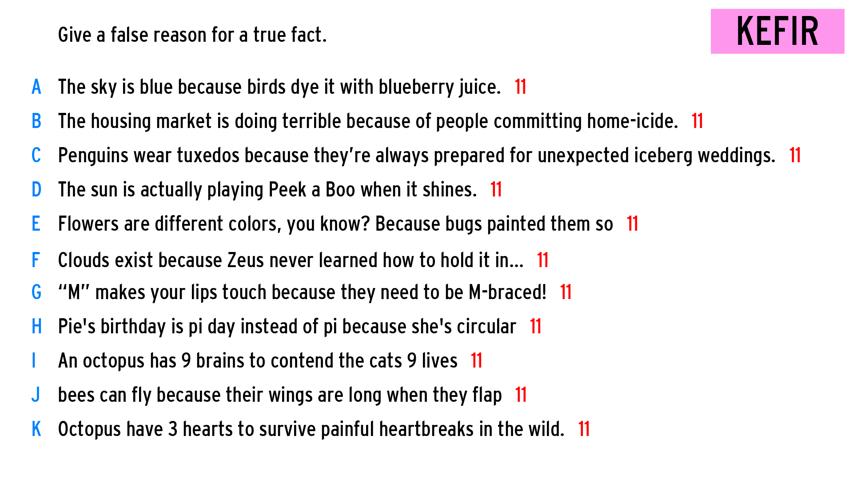 Give a false reason for a true fact.
KEFIR
A The sky is blue because birds dye it with blueberry juice. 11
B The housing market is doing terrible because of people committing home-icide. 11
C Penguins wear tuxedos because they’re always prepared for unexpected iceberg weddings. 11
D The sun is actually playing Peek a Boo when it shines. 11
E Flowers are different colors, you know? Because bugs painted them so 11
F Clouds exist because Zeus never learned how to hold it in... 11
G “M” makes your lips touch because they need to be M-braced! 11
H Pie's birthday is pi day instead of pi because she's circular 11
I An octopus has 9 brains to contend the cats 9 lives 11
J bees can fly because their wings are long when they flap 11
K Octopus have 3 hearts to survive painful heartbreaks in the wild. 11